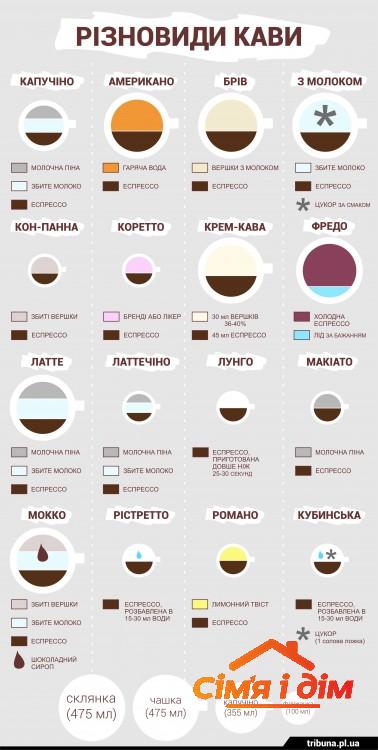 РІЗНОВИДИ КАВИ
КАПУЧІНО
МОЛОЧНА ПІНА
ЗБИТЕ МОЛОКО
ЕСПРЕССО
АМЕРИКАНО
ГАРЯЧА ВОДА
ЕСПРЕССО
БРІВ
ВЕРШКИ З МОЛОКОМ
ЕСПРЕССО
З МОЛОКОМ
ЗБИТЕ МОЛОКО
ЕСПРЕССО
ЦУКОР ЗА СМАКОМ
КОН-ПАННА
ЗБИТІ ВЕРШКИ
ЕСПРЕССО
КОРЕТТО
БРЕНДІ АБО ЛІКЕР
ЕСПРЕССО
КРЕМ-КАВА
30 мл ВЕРШКІВ
36-40%
45 мл ЕСПРЕССО
ФРЕДО
ХОЛОДНА
ЕСПРЕССО
ЛІД ЗА БАЖАННЯМ
ЛАТТЕ
МОЛОЧНА ПІНА
ЗБИТЕ МОЛОКО
ЕСПРЕССО
ЛАТТЕЧІНО
МОЛОЧНА ПІНА
ЗБИТЕ МОЛОКО
ЕСПРЕССО
ЛУНГО
ЕСПРЕССО,
ПРИГОТОВАНА
ДОВШЕ НІЖ
25-30 СЕКУНД
МАКІАТО
МОЛОЧНА ПІНА
ЕСПРЕССО
МОККО
ЗБИТІ ВЕРШКИ
ЗБИТЕ МОЛОКО
ЕСПРЕССО
ШОКОЛАДНИЙ
СИРОП
РІСТРЕТТО
ЕСПРЕССО,
РОЗБАВЛЕНА В
15-30 мл ВОДИ
РОМАНО
ЛИМОННИЙ ТВІСТ
ЕСПРЕССО
КУБИНСЬКА
ЕСПРЕССО,
РОЗБАВЛЕНА В
15-30 мл ВОДИ
ЦУКОР
(1 солова ложка)
склянка
(475 мл)
чашка
(475 мл)
капучіно
(355 мл)
(100 мл)
Сім'я і дім
tribuna.pl.ua